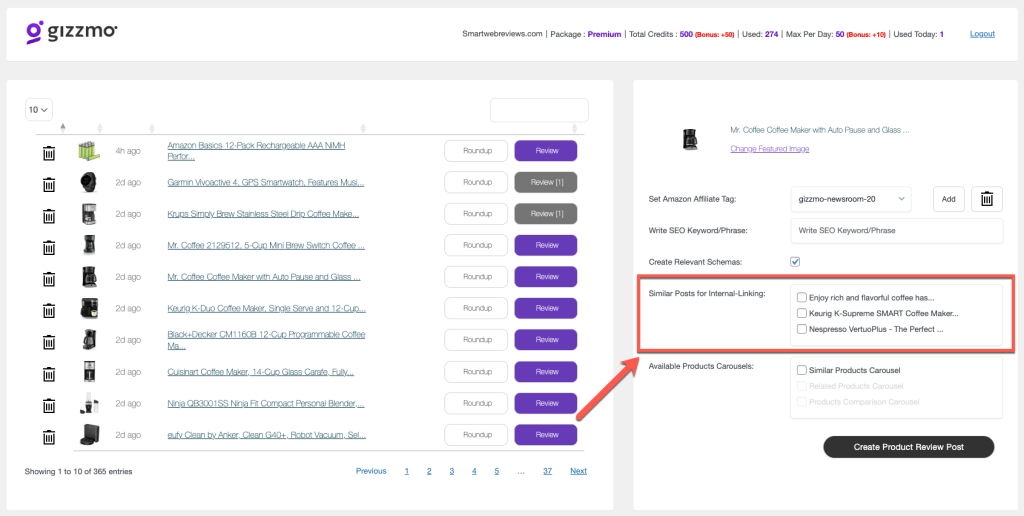 gizzmo
Smartwebreviews.com | Package : Premium | Total Credits : 500 (Bonus: +50) | Used: 274 | Max Per Day: 50 (Bonus: +10) | Used Today: 1
Logout
10
4h ago
Amazon Basics 12-Pack Rechargeable AAA NiMH
Perfor...
Roundup
Review
2d ago
Garmin Vivoactive 4, GPS Smartwatch, Features Musi...
Roundup
Review [1]
2d ago
Krups Simply Brew Stainless Steel Drip Coffee Make...
Roundup
Review [1]
2d ago
Mr. Coffee 2129512, 5-Cup Mini Brew Switch Coffee ...
Roundup
Review
2d ago
Mr. Coffee Coffee Maker with Auto Pause and Glass ...
Roundup
Review
2d ago
Keurig K-Duo Coffee Maker, Single Serve and 12-Cup...
Roundup
Review
2d ago
Black+Decker CM1160B 12-Cup Programmable Coffee
Ma...
Roundup
Review
2d ago
Cuisinart Coffee Maker, 14-Cup Glass Carafe, Fully...
Roundup
Review
2d ago
Ninja QB3001SS Ninja Fit Compact Personal Blender,...
Roundup
Review
2d ago
eufy Clean by Anker, Clean G40+, Robot Vacuum, Sel...
Roundup
Review
Showing 1 to 10 of 365 entries
Previous 1 2 3 4 5 ... 37 Next
Mr. Coffee Coffee Maker with Auto Pause and Glass ...
Change Featured Image
Set Amazon Affiliate Tag:
gizzmo-newsroom-20
Add
Write SEO Keyword/Phrase:
Write SEO Keyword/Phrase
Create Relevant Schemas:
Similar Posts for Internal-Linking:
Enjoy rich and flavorful coffee has...
Keurig K-Supreme SMART Coffee Maker...
Nespresso VertuoPlus - The Perfect ...
Available Products Carousels:
Similar Products Carousel
Related Products Carousel
Products Comparison Carousel
Create Product Review Post